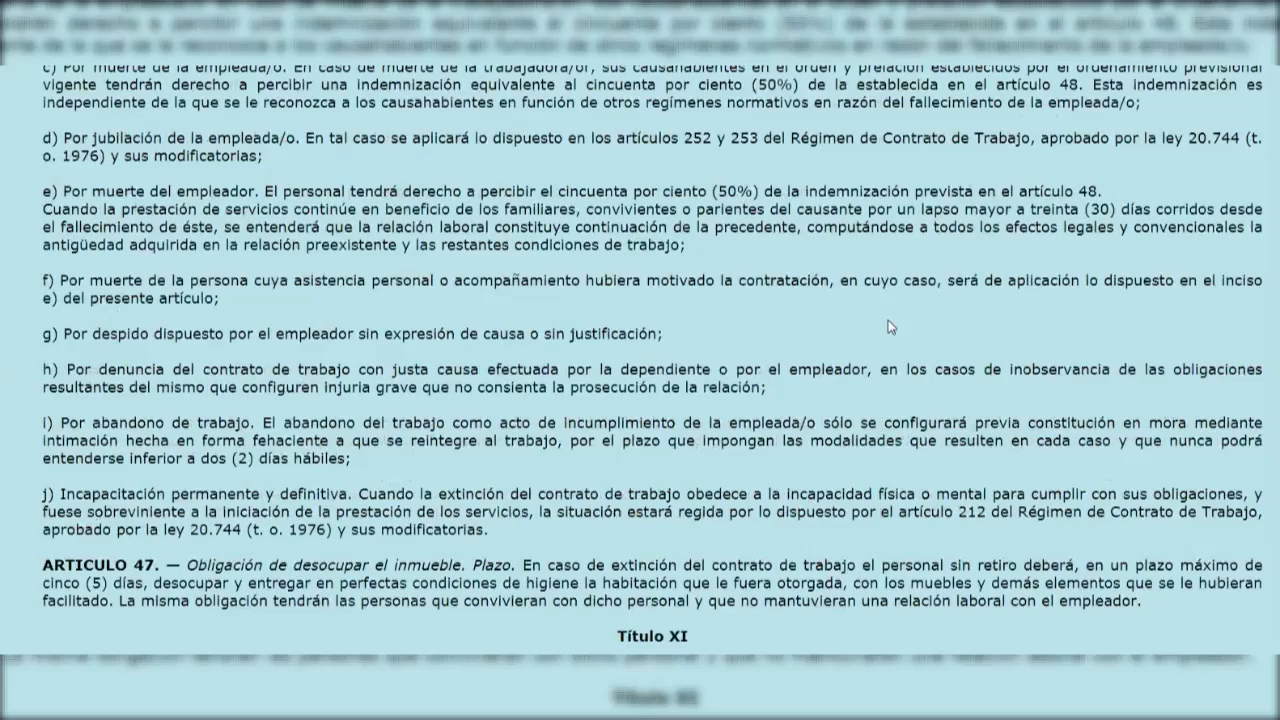 c) Por muerte de la empleada/o. En caso de muerte de la trabajadora/or, sus causahabientes en el orden y prelación establecidos por el ordenamiento previsional
vigente tendrán derecho a percibir una indemnización equivalente al cincuenta por ciento (50%) de la establecida en el artículo 48. Esta indemnización es
independiente de la que se le reconozca a los causahabientes en función de otros regímenes normativos en razón del fallecimiento de la empleada/o;
d) Por jubilación de la empleada/o. En tal caso se aplicará lo dispuesto en los artículos 252 y 253 del Régimen de Contrato de Trabajo, aprobado por la ley 20.744 (t.
o. 1976) y sus modificatorias;
e) Por muerte del empleador. El personal tendrá derecho a percibir el cincuenta por ciento (50%) de la indemnización prevista en el artículo 48.
Cuando la prestación de servicios continúe en beneficio de los familiares, convivientes o parientes del causante por un lapso mayor a treinta (30) días corridos desde
el fallecimiento de éste, se entenderá que la relación laboral constituye continuación de la precedente, computándose a todos los efectos legales y convencionales la
antigüedad adquirida en la relación preexistente y las restantes condiciones de trabajo;
f) Por muerte de la persona cuya asistencia personal o acompañamiento hubiera motivado la contratación, en cuyo caso, será de aplicación lo dispuesto en el inciso
e) del presente artículo;
g) Por despido dispuesto por el empleador sin expresión de causa o sin justificación;
h) Por denuncia del contrato de trabajo con justa causa efectuada por la dependiente o por el empleador, en los casos de inobservancia de las obligaciones
resultantes del mismo que configuren injuria grave que no consienta la prosecución de la relación;
i) Por abandono de trabajo. El abandono del trabajo como acto de incumplimiento de la empleada/o sólo se configurará previa constitución en mora mediante
intimación hecha en forma fehaciente a que se reintegre al trabajo, por el plazo que impongan las modalidades que resulten en cada caso y que nunca podrá
entenderse inferior a dos (2) días hábiles;
j) Incapacitación permanente y definitiva. Cuando la extinción del contrato de trabajo obedece a la incapacidad física o mental para cumplir con sus obligaciones, y
fuese sobreviniente a la iniciación de la prestación de los servicios, la situación estará regida por lo dispuesto por el artículo 212 del Régimen de Contrato de Trabajo,
aprobado por la ley 20.744 (t. o. 1976) y sus modificatorias.
ARTICULO 47. — Obligación de desocupar el inmueble. Plazo. En caso de extinción del contrato de trabajo el personal sin retiro deberá, en un plazo máximo de
cinco (5) días, desocupar y entregar en perfectas condiciones de higiene la habitación que le fuera otorgada, con los muebles y demás elementos que se le hubieran
facilitado. La misma obligación tendrán las personas que convivieran con dicho personal y que no mantuvieran una relación laboral con el empleador.
Título XI